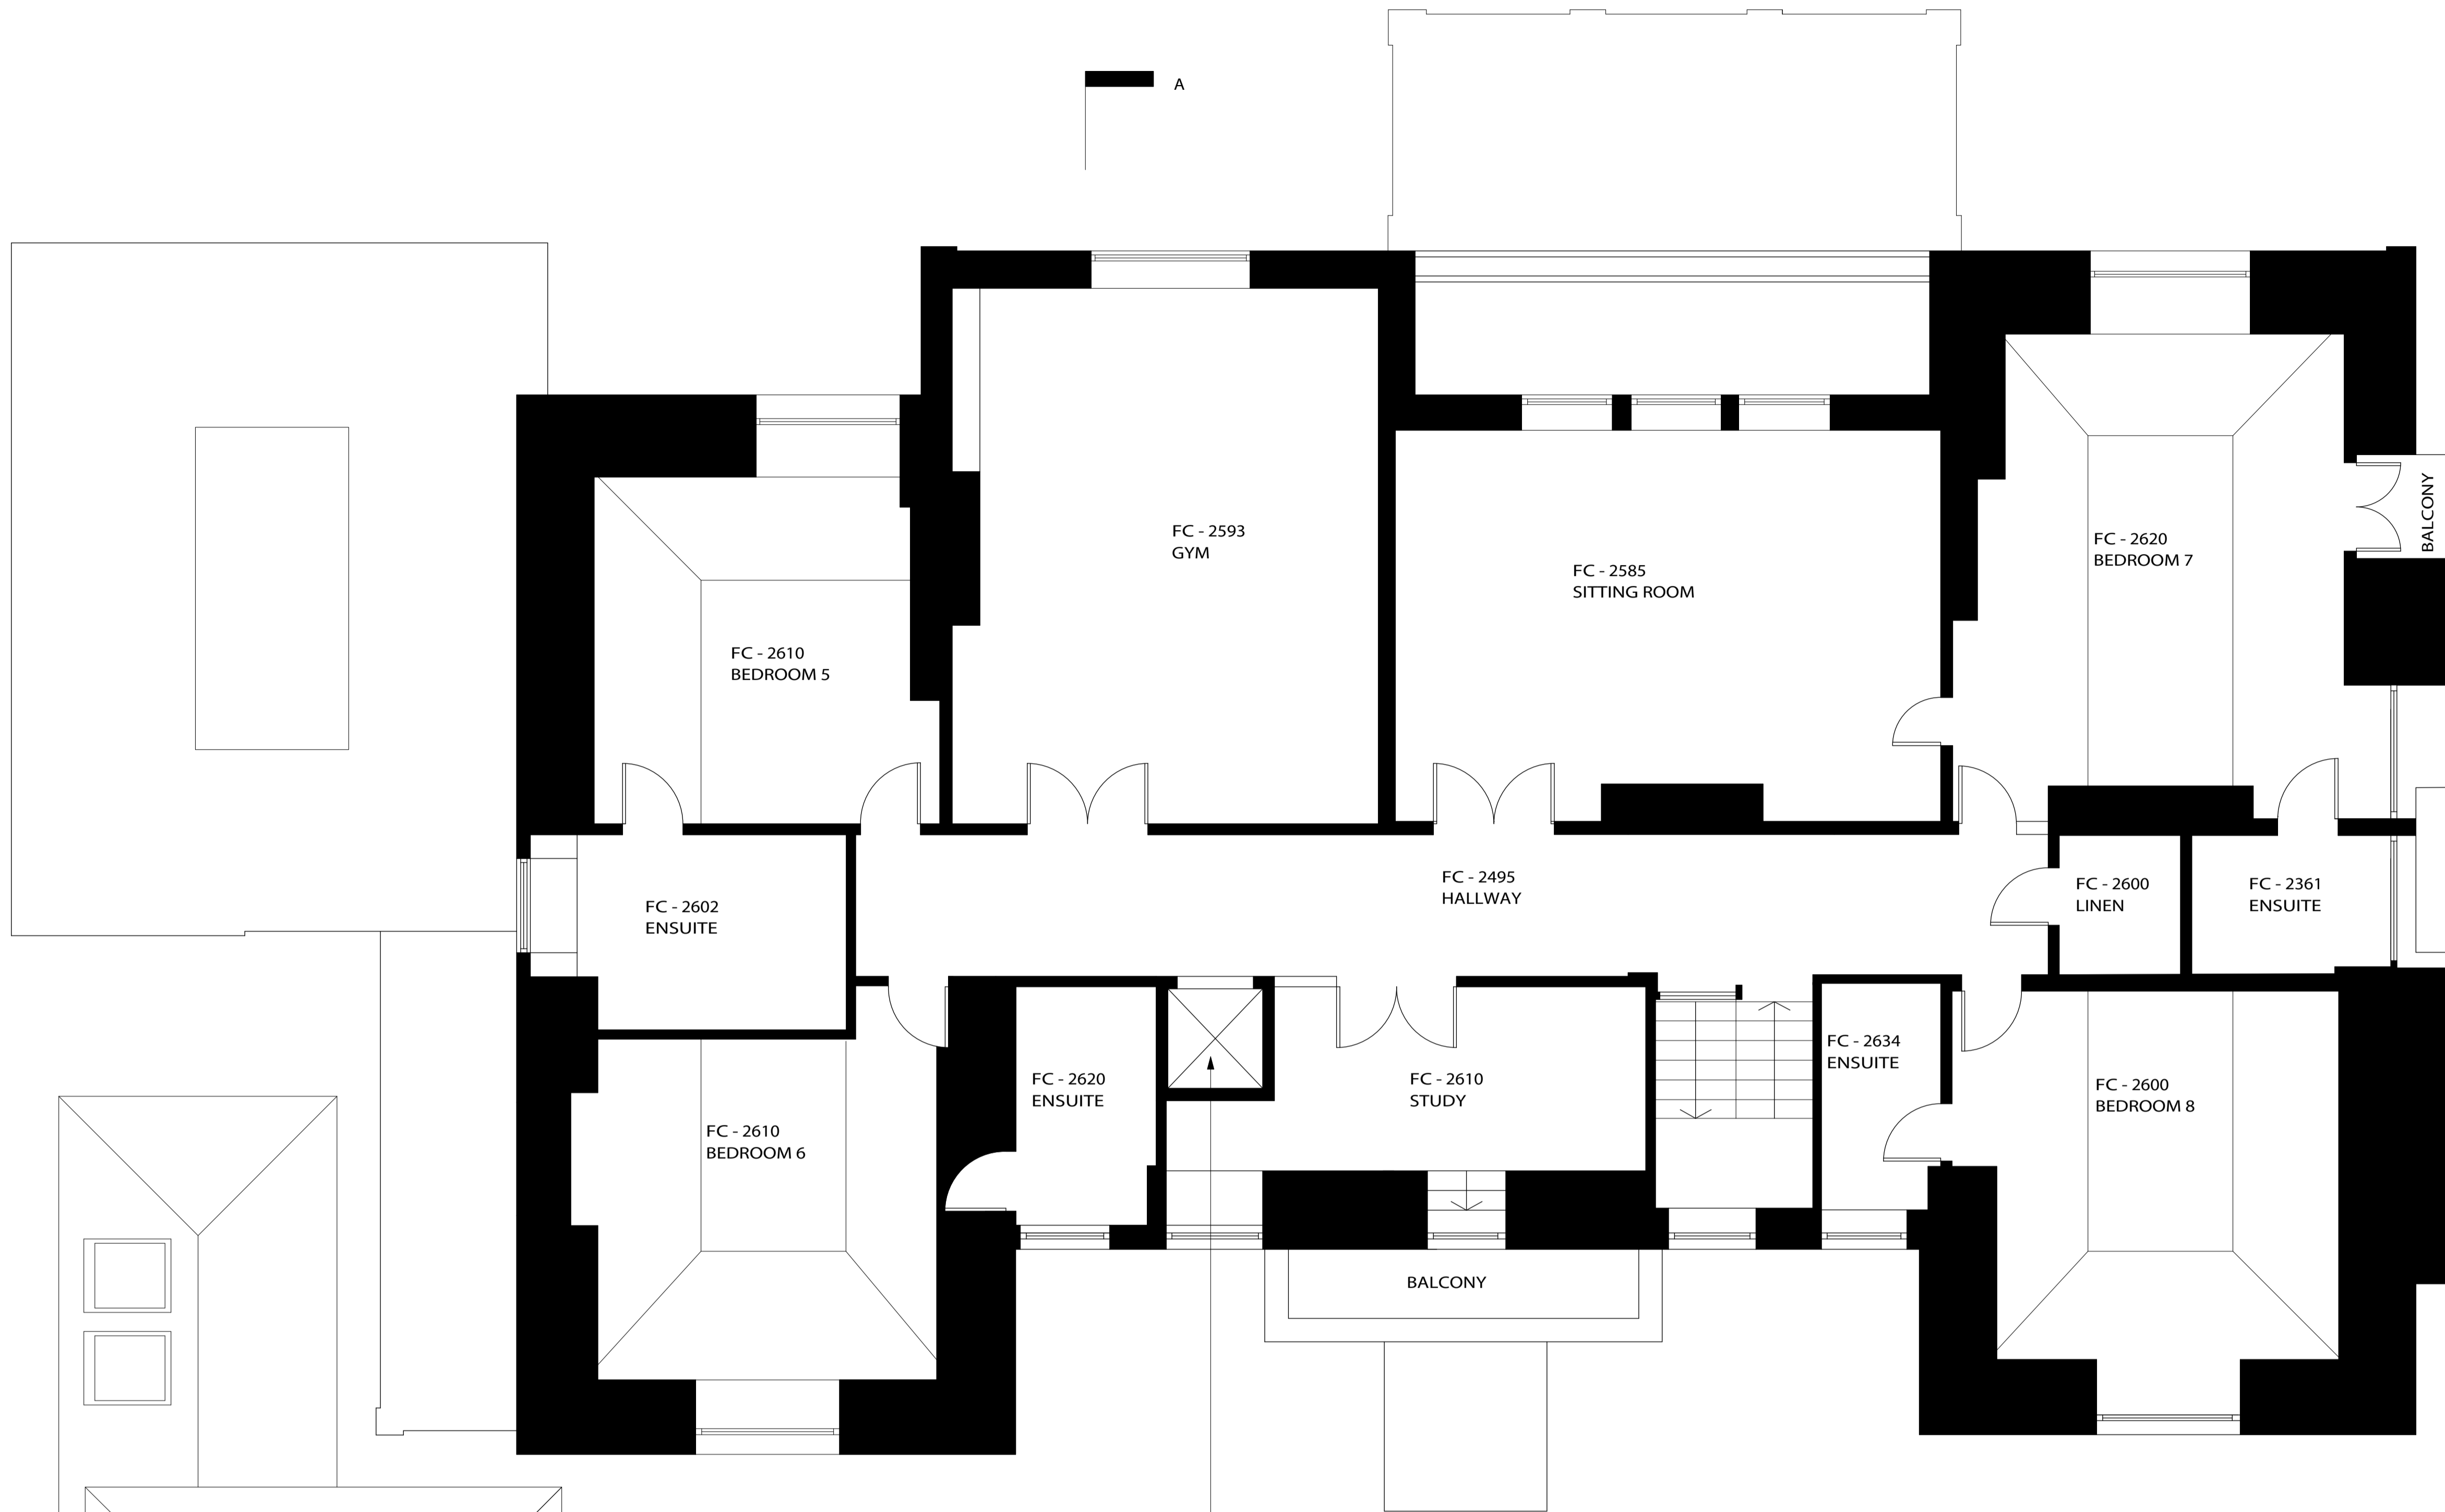 A
FC - 2593
GYM
FC - 2585
SITTING ROOM
FC - 2620
BEDROOM 7
BALCONY
FC - 2610
BEDROOM 5
FC - 2602
ENSUITE
FC - 2495
HALLWAY
FC - 2600
LINEN
FC - 2361
ENSUITE
FC - 2610
BEDROOM 6
FC - 2620
ENSUITE
FC - 2610
STUDY
FC - 2634
ENSUITE
FC - 2600
BEDROOM 8
BALCONY